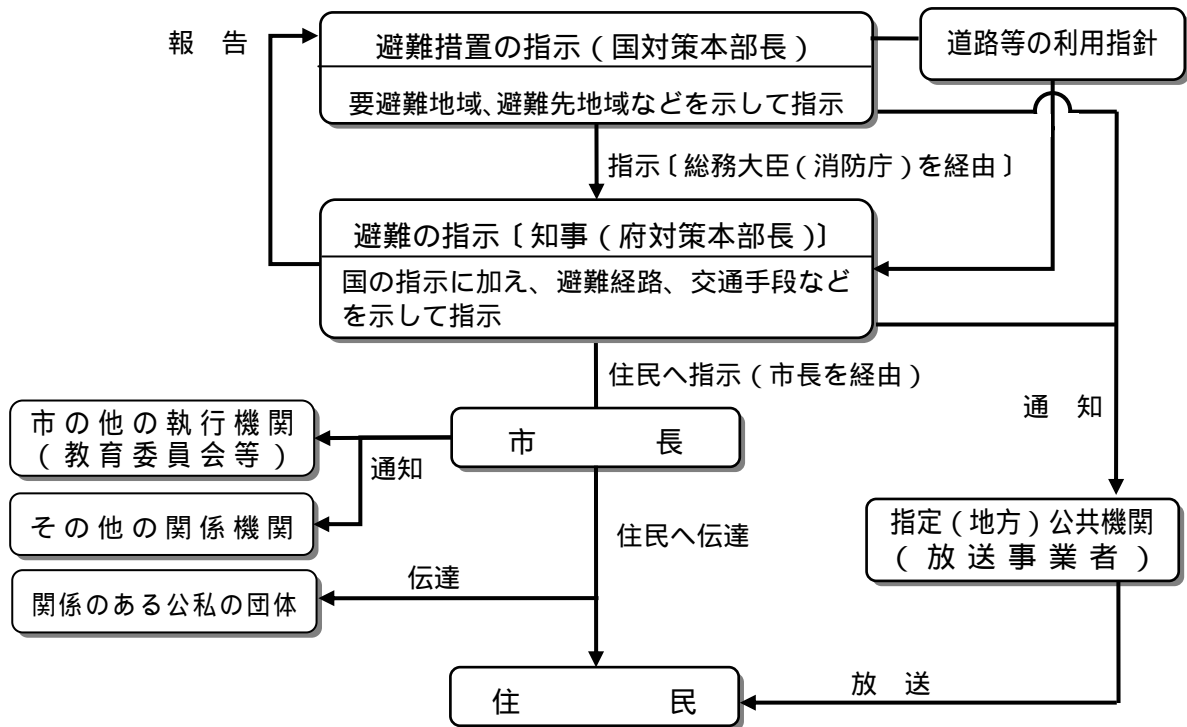 報　告
避難措置の指示（国対策本部長）
要避難地域、避難先地域などを示して指示
道路等の利用指針
指示〔総務大臣（消防庁）を経由〕
避難の指示〔知事（府対策本部長）〕
国の指示に加え、避難経路、交通手段など
を示して指示
住民へ指示（市長を経由）
通　知
市の他の執行機関
（教育委員会等）
市　　　長
通知
その他の関係機関
住民へ伝達
指定（地方）公共機関
（放送事業者）
伝達
関係のある公私の団体
放　送
住　　　民